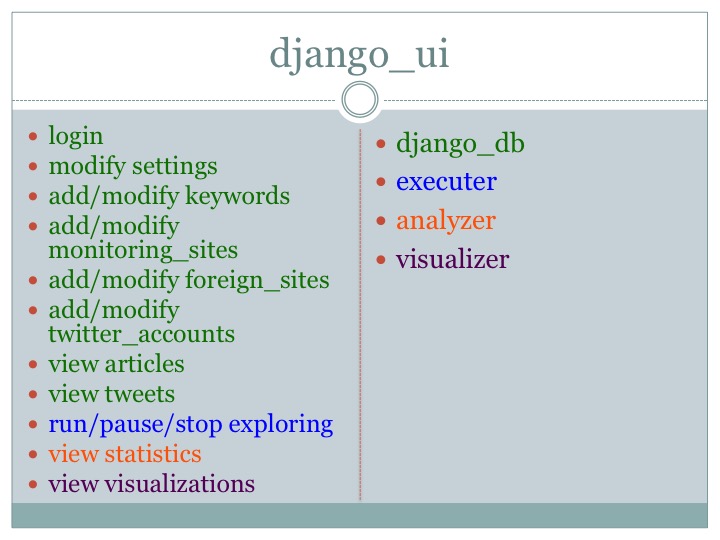 django_ui
login
modify settings
add/modify keywords
add/modify
monitoring_sites
add/modify foreign_sites
add/modify
twitter_accounts
view articles
view tweets
run/pause/stop exploring
view statistics
view visualizations
django_db
executer
analyzer
visualizer